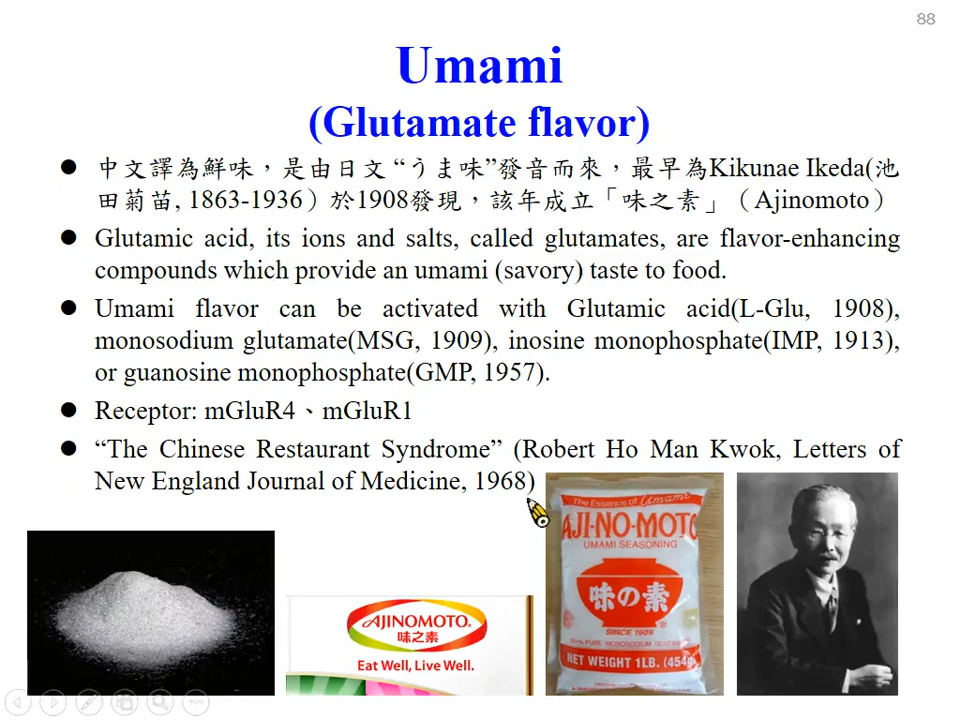 88
Umami
(Glutamate flavor)
● 中文譯為鮮味，是由日文 “うま味”發音而來，最早為Kikunae Ikeda(池
田菊苗, 1863-1936）於1908發現，該年成立「味之素」（Ajinomoto）
● Glutamic acid, its ions and salts, called glutamates, are flavor-enhancing
compounds which provide an umami (savory) taste to food.
● Umami flavor can be activated with Glutamic acid(L-Glu, 1908),
monosodium glutamate(MSG, 1909), inosine monophosphate(IMP, 1913),
or guanosine monophosphate(GMP, 1957).
● Receptor: mGluR4、mGluR1
● “The Chinese Restaurant Syndrome” (Robert Ho Man Kwok, Letters of
New England Journal of Medicine, 1968)
AJINOMOTO®
味之素
Eat Well, Live Well.
The Essence of Umami
AJI-NO-MOTO
UMAMI SEASONING
味の素
SINCE 1909
PURE MONOSODIUM
NET WEIGHT 1LB. (454g)